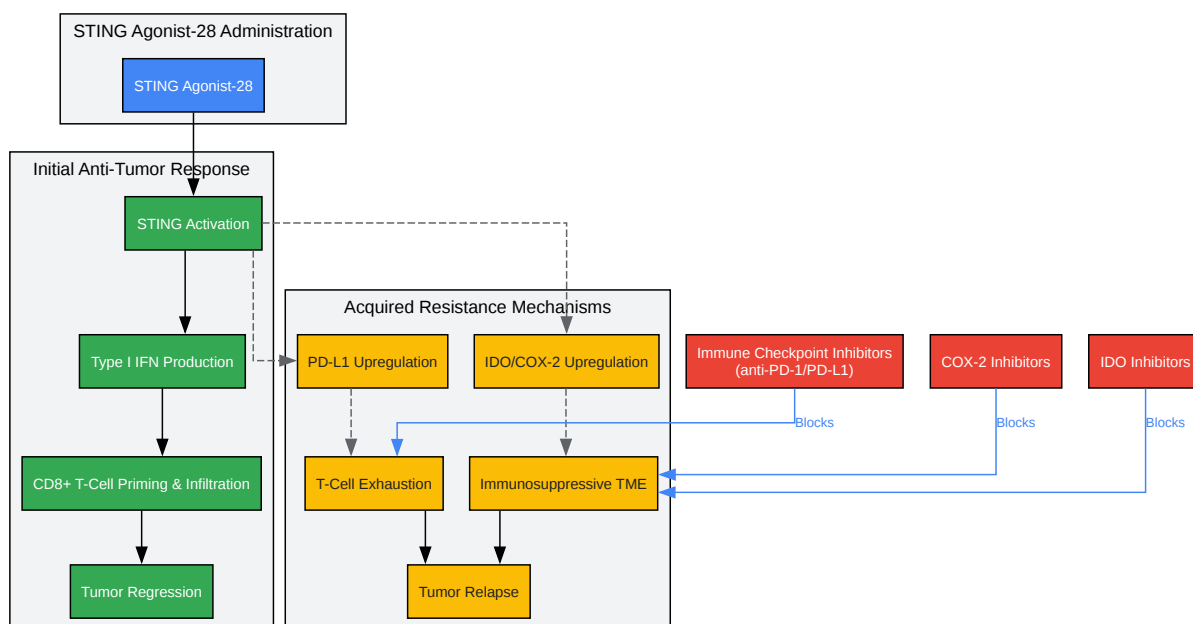 STING Agonist-28 Administration
STING Agonist-28
Initial Anti-Tumor Response
STING Activation
Type I IFN Production
CD8+ T-Cell Priming & Infiltration
Tumor Regression
Acquired Resistance Mechanisms
PD-L1 Upregulation
IDO/COX-2 Upregulation
T-Cell Exhaustion
Immunosuppressive TME
Tumor Relapse
Immune Checkpoint Inhibitors
(anti-PD-1/PD-L1)
COX-2 Inhibitors
IDO Inhibitors
Blocks
Blocks
Blocks